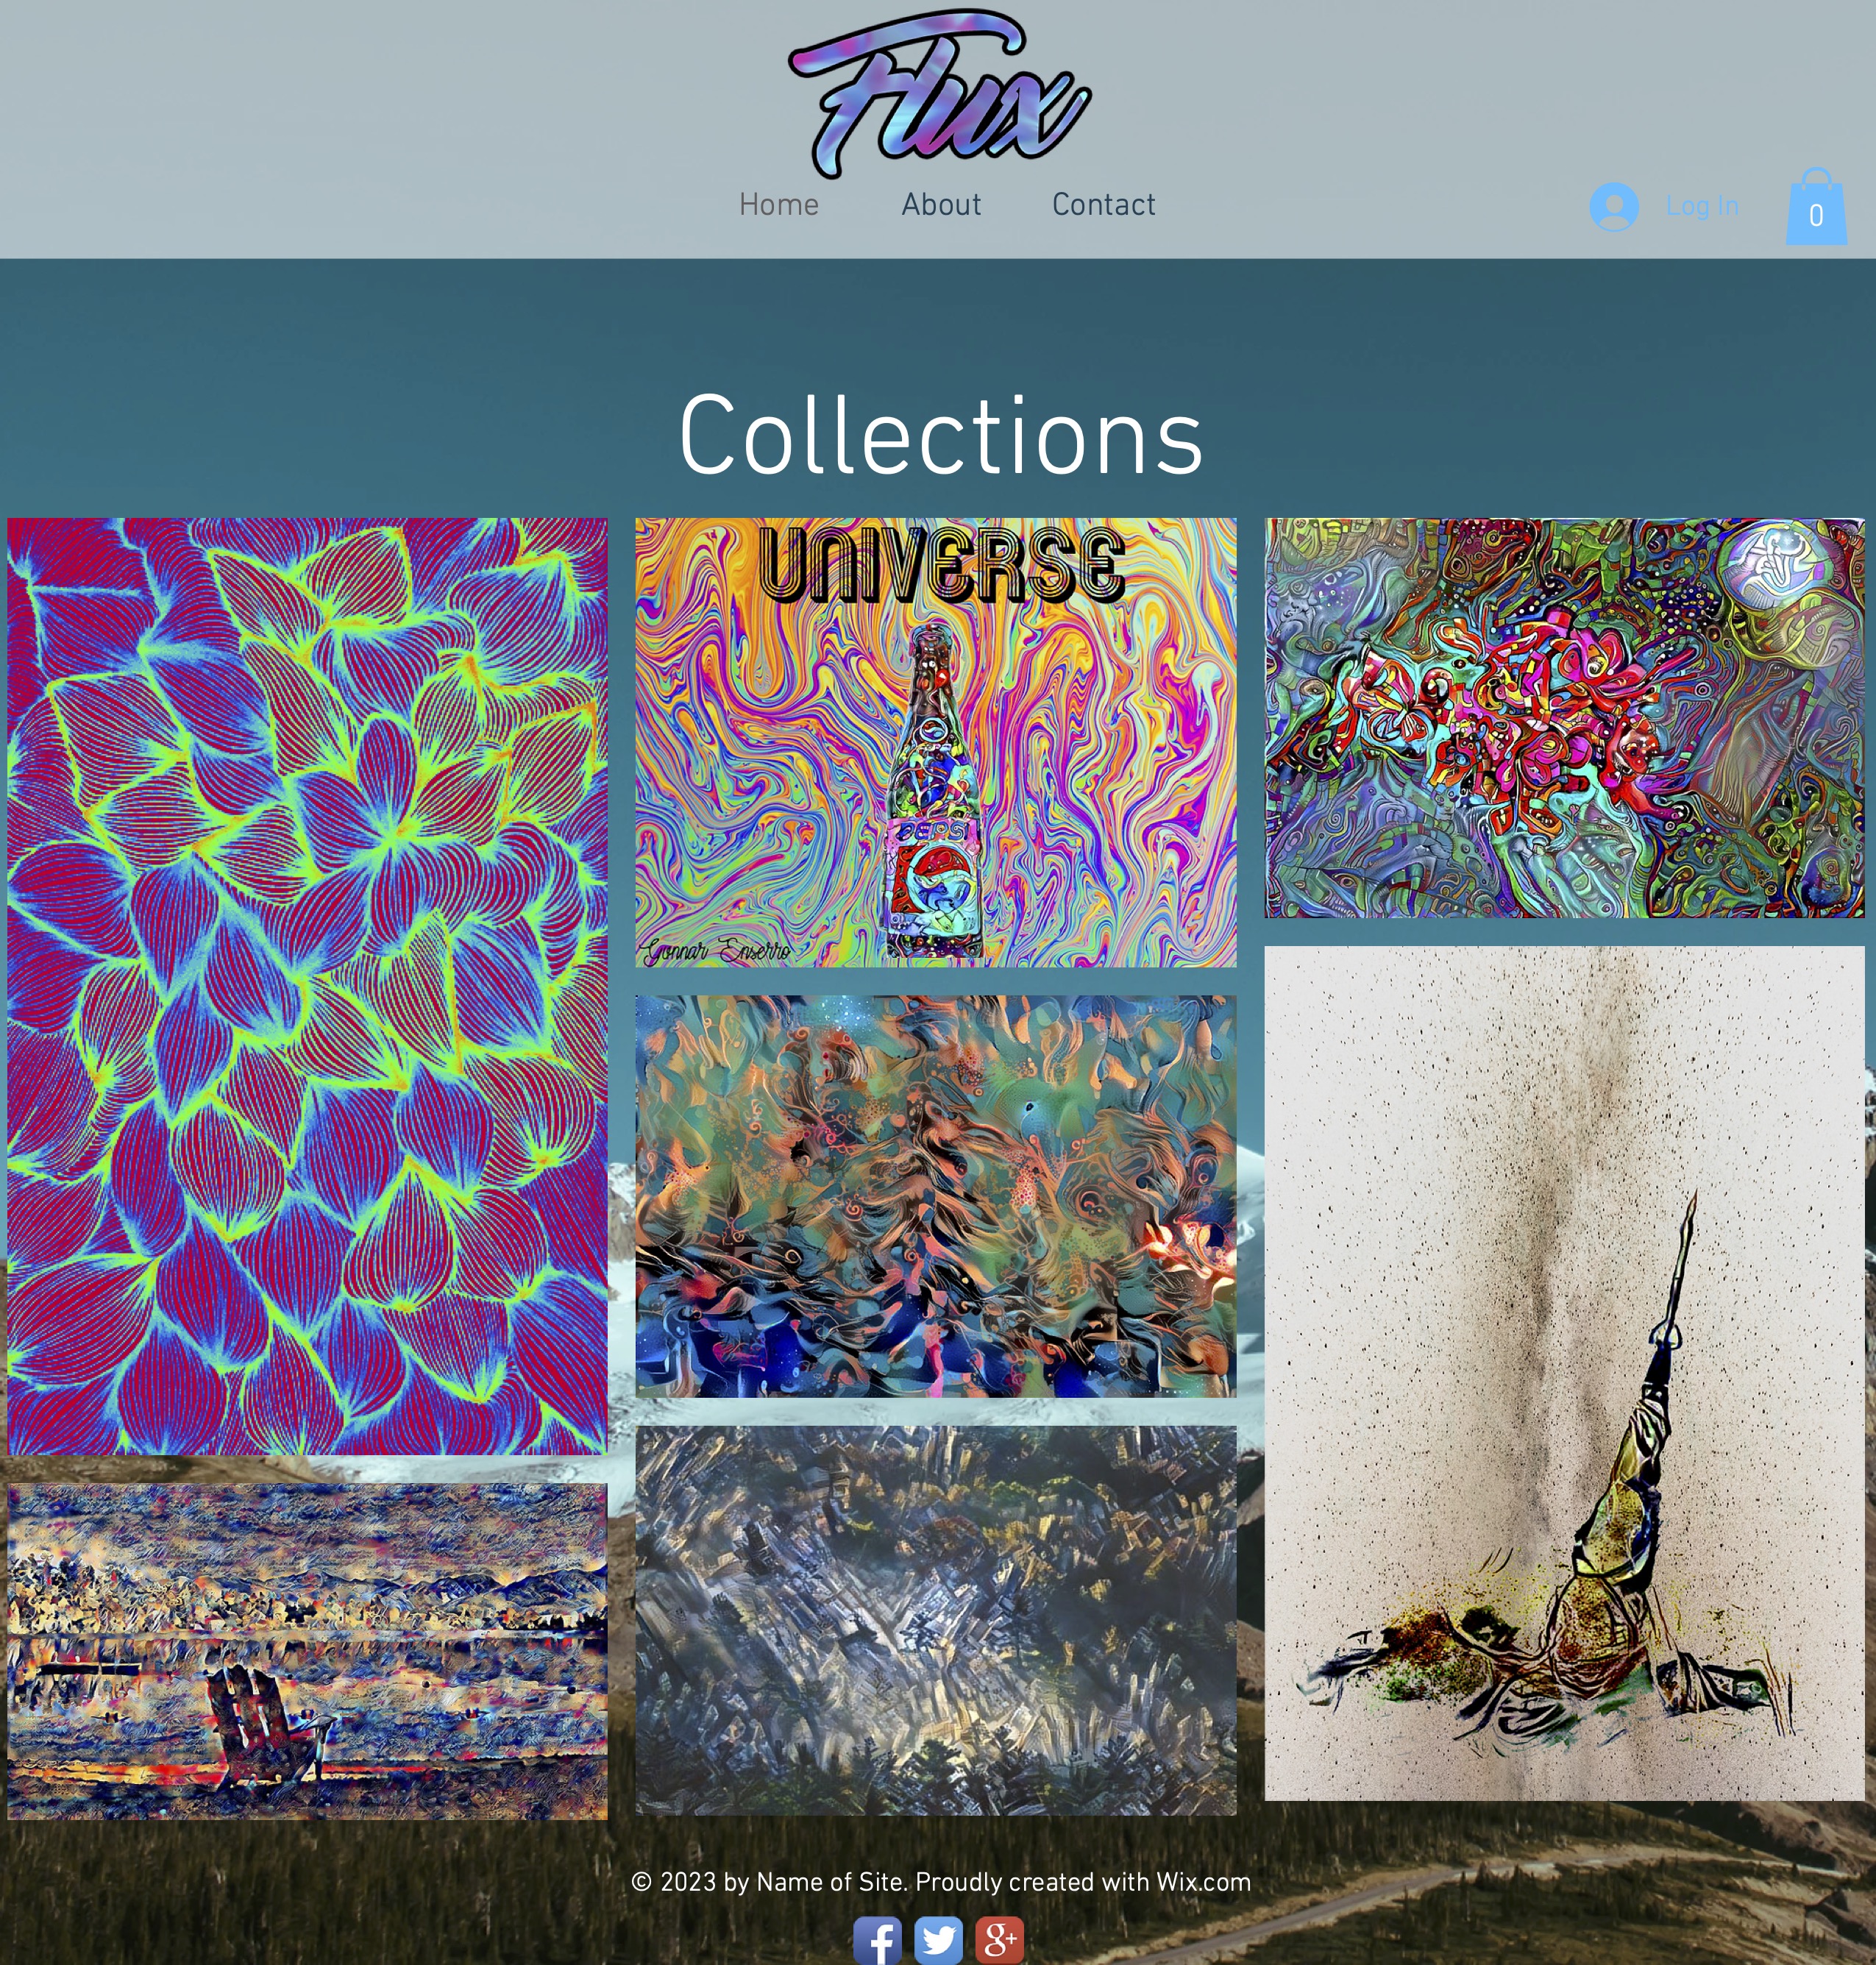 Flux
Home About Contact
Log In
0
Collections
UNIVERSE
PEPSI
Gunnar Enserro
© 2023 by Name of Site. Proudly created with Wix.com
f
g+